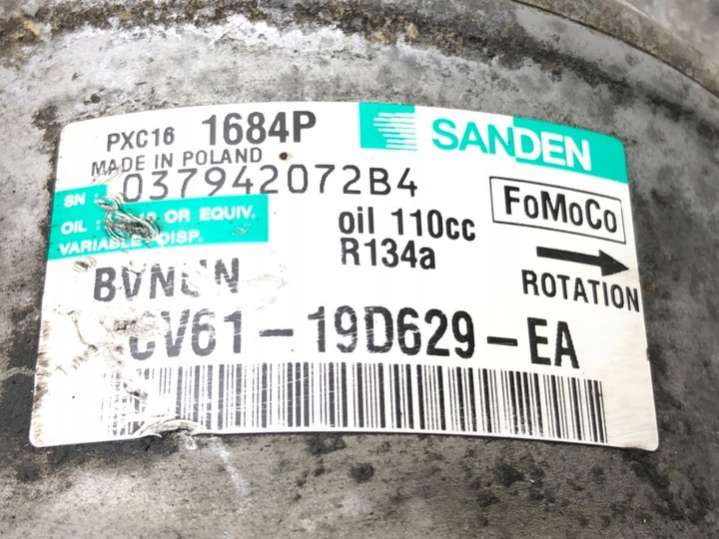 PXC16 1684P
SANDEN
MADE IN POLAND
SN : 037942072B4
OIL : OR EQUIV.
VARIABLE DISP.
oil 110cc
R134a
FoMoCo
ROTATION
CV61-19D629-EA